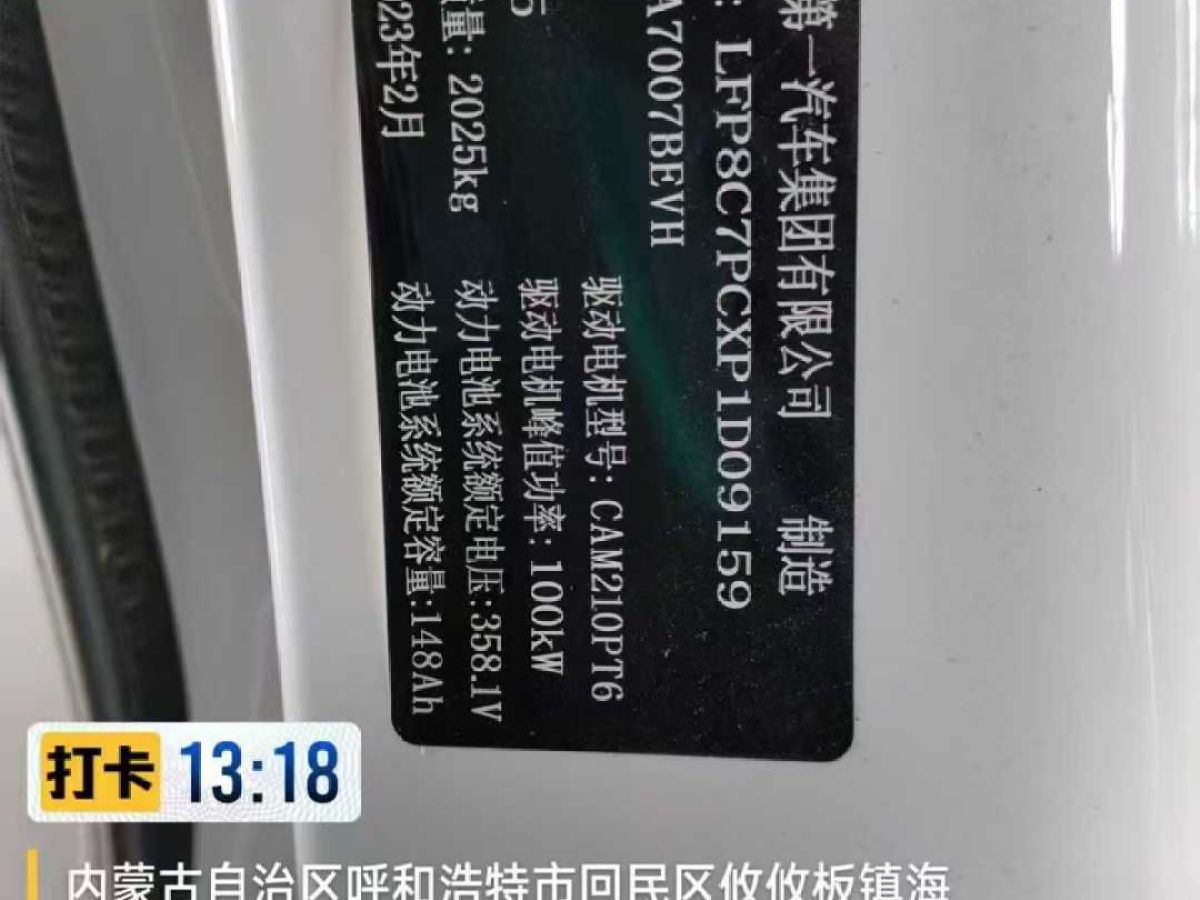 第一汽车集团有限公司 制造
: LFP8C7PCXP1D09159
A7007BEVH
驱动电机型号: CAM210PT6
驱动电机峰值功率: 100kW
5
动力电池系统额定电压:358.1V
量: 2025kg
动力电池系统额定容量:148Ah
23年2月
打卡 13:18
内蒙古自治区呼和浩特市回民区攸攸板镇海